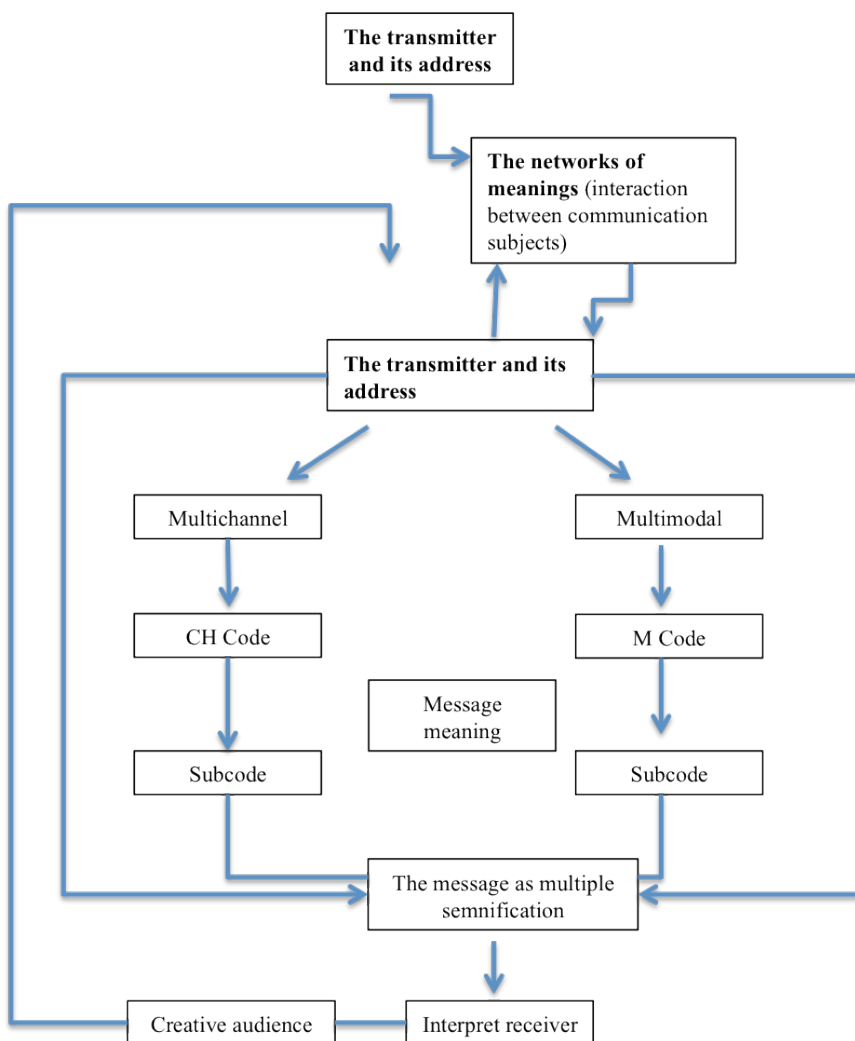 The transmitter
and its address
The networks of
meanings (interaction
between communication
subjects)
The transmitter and its
address
Multichannel
Multimodal
CH Code
M Code
Message
meaning
Subcode
Subcode
The message as multiple
semnification
Creative audience
Interpret receiver